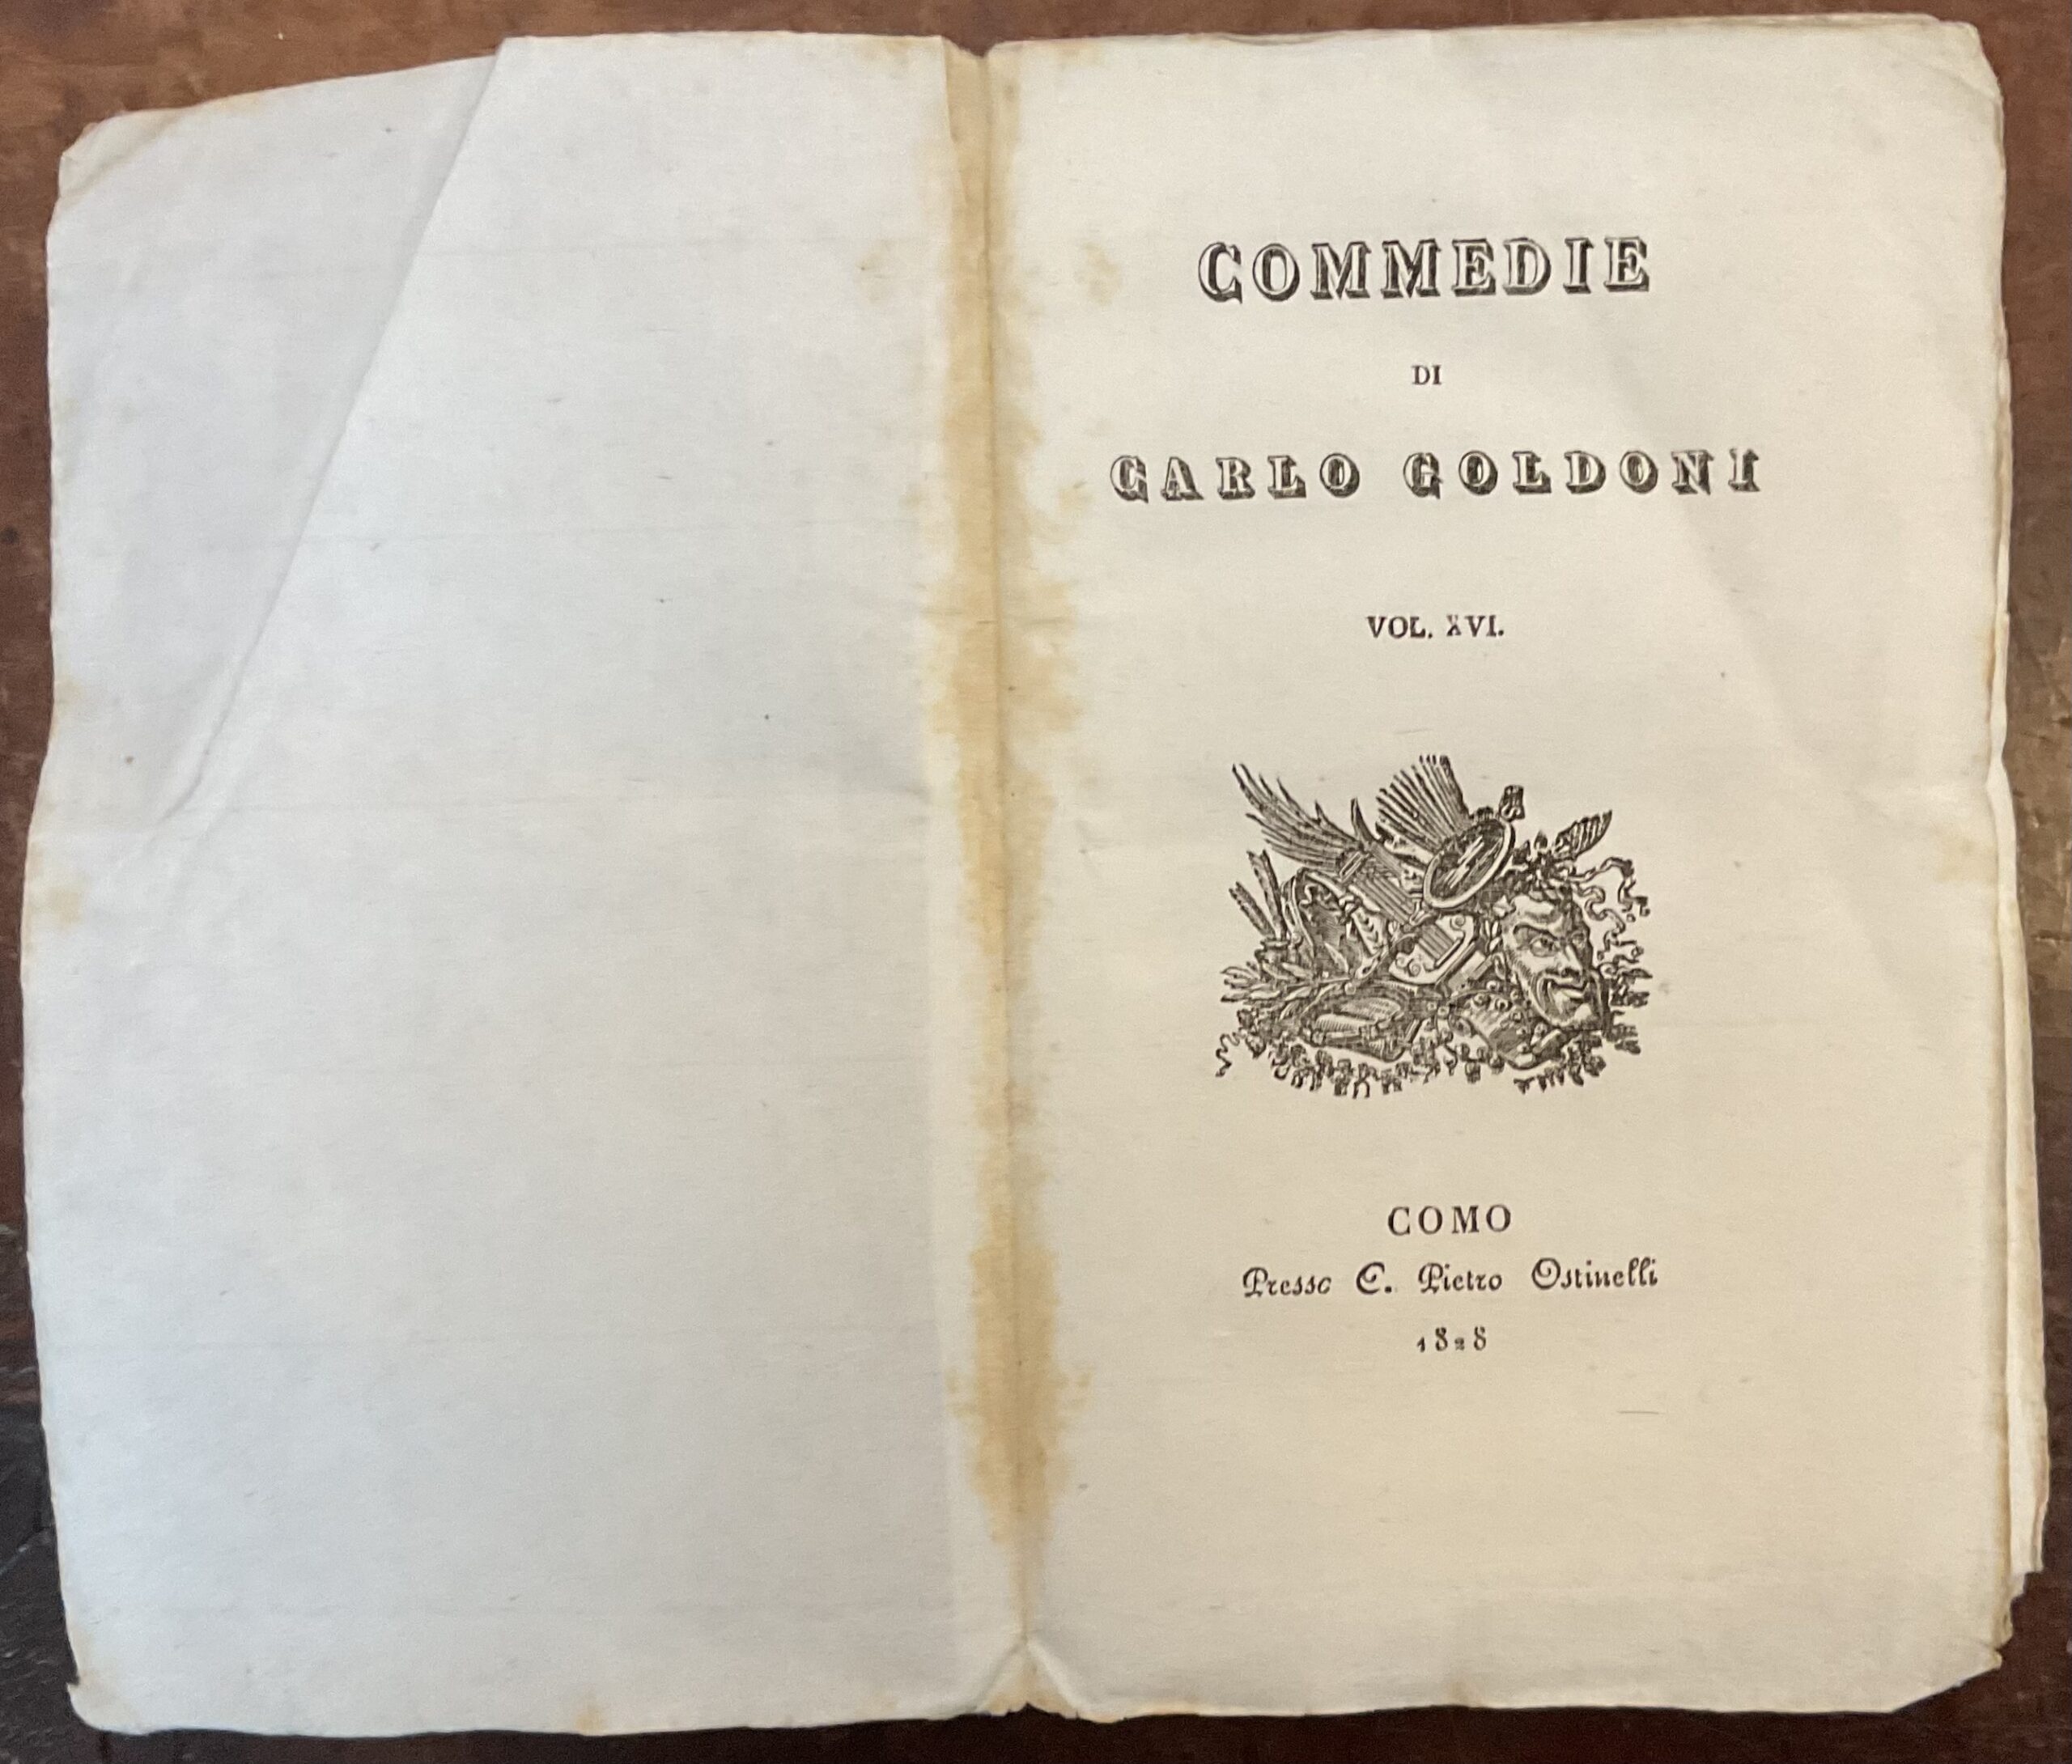 COMMEDIE
DI
CARLO GOLDONI
VOL. XVI.
COMO
Presso C. Pietro Ostinelli
1828